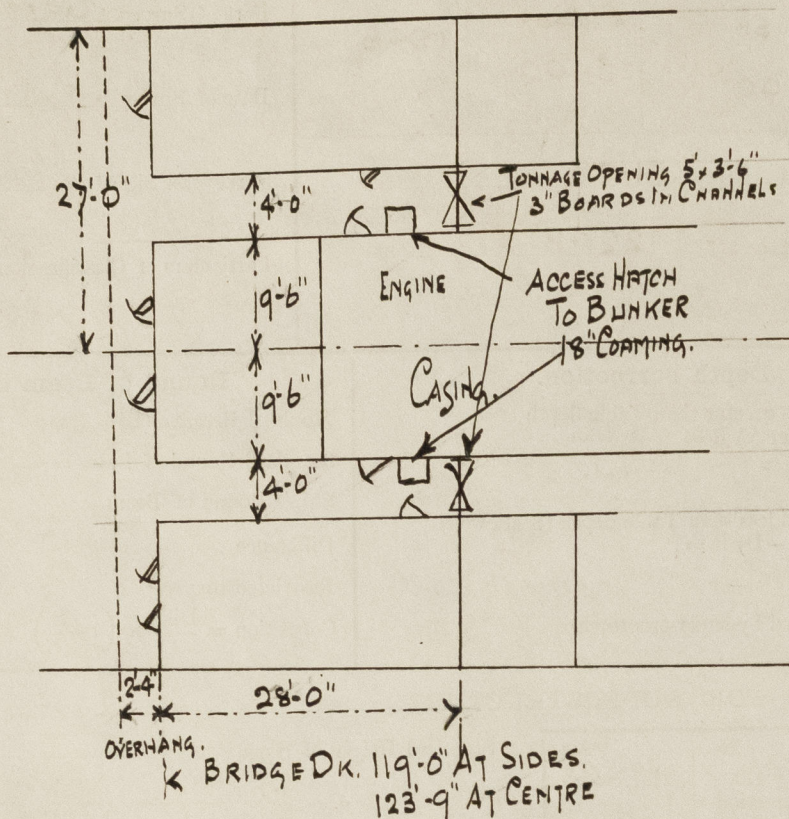 27'-0"
4'-0"
TONNAGE OPENING 5' x 3'-6"
3" BOARDS IN CHANNELS
9'-6"
ENGINE
ACCESS HATCH
TO BUNKER
18" COAMING.
9'-6"
CASING.
4'-0"
2'-4"
28'-0"
OVERHANG.
BRIDGE DK. 119'-0" AT SIDES.
123'-9" AT CENTRE